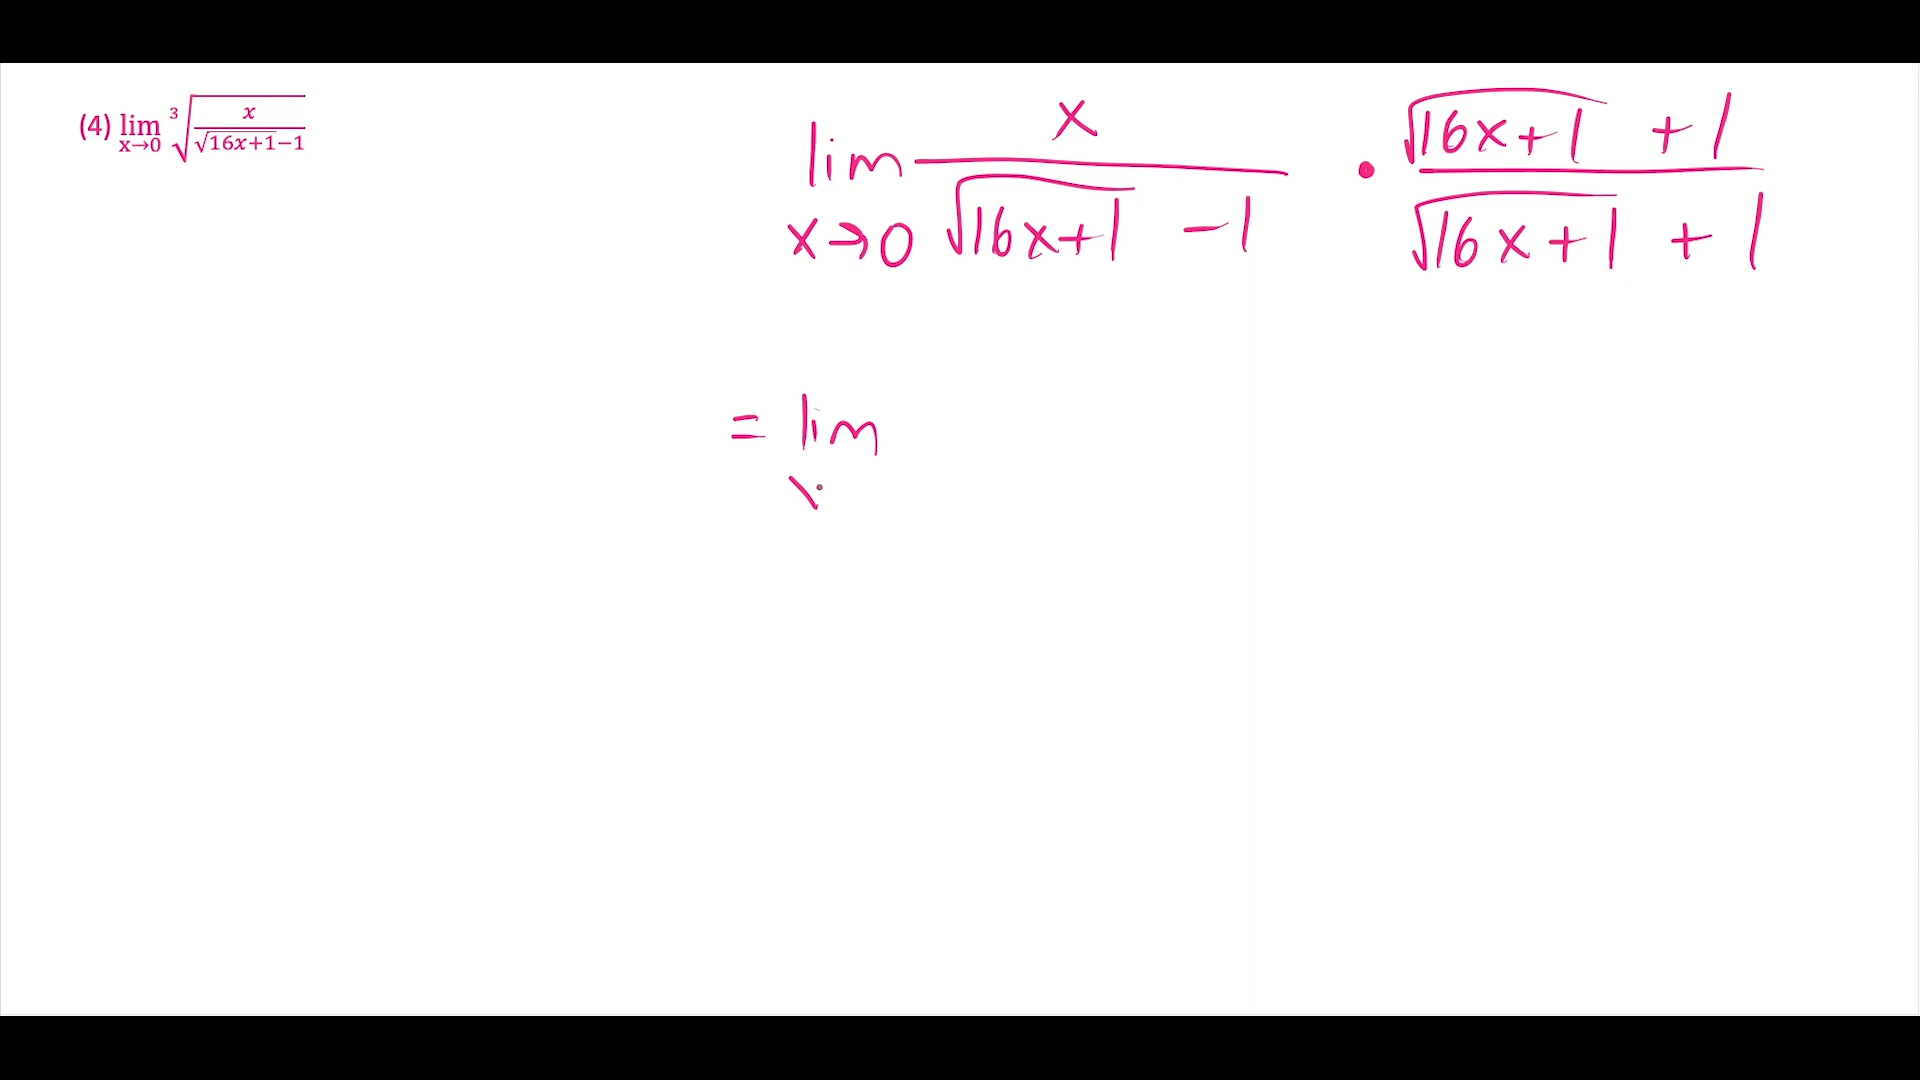 (4) lim x→0 ∛(x/(√(16x+1)−1))
lim x→0 x/(√(16x+1) −1) • (√(16x+1) +1)/(√(16x+1) +1)
= lim